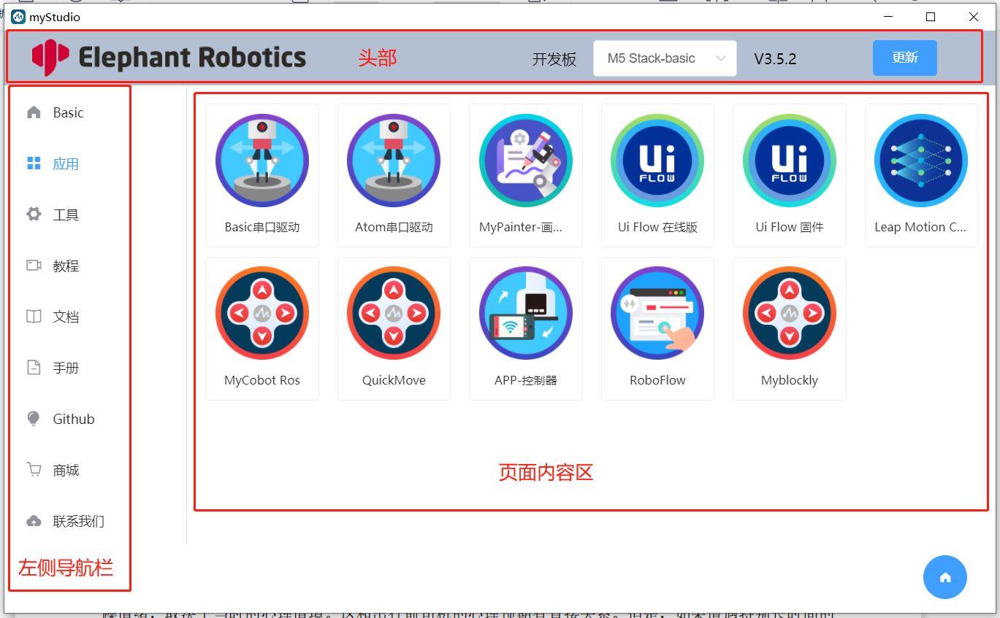 myStudio
Elephant Robotics
头部
开发板
M5 Stack-basic
V3.5.2
更新
Basic
应用
工具
教程
文档
手册
Github
商城
联系我们
左侧导航栏
Basic串口驱动
Atom串口驱动
MyPainter-画...
Ui FLOW
Ui Flow 在线版
Ui FLOW
Ui Flow 固件
Leap Motion C...
MyCobot Ros
QuickMove
APP-控制器
RoboFlow
Myblockly
页面内容区